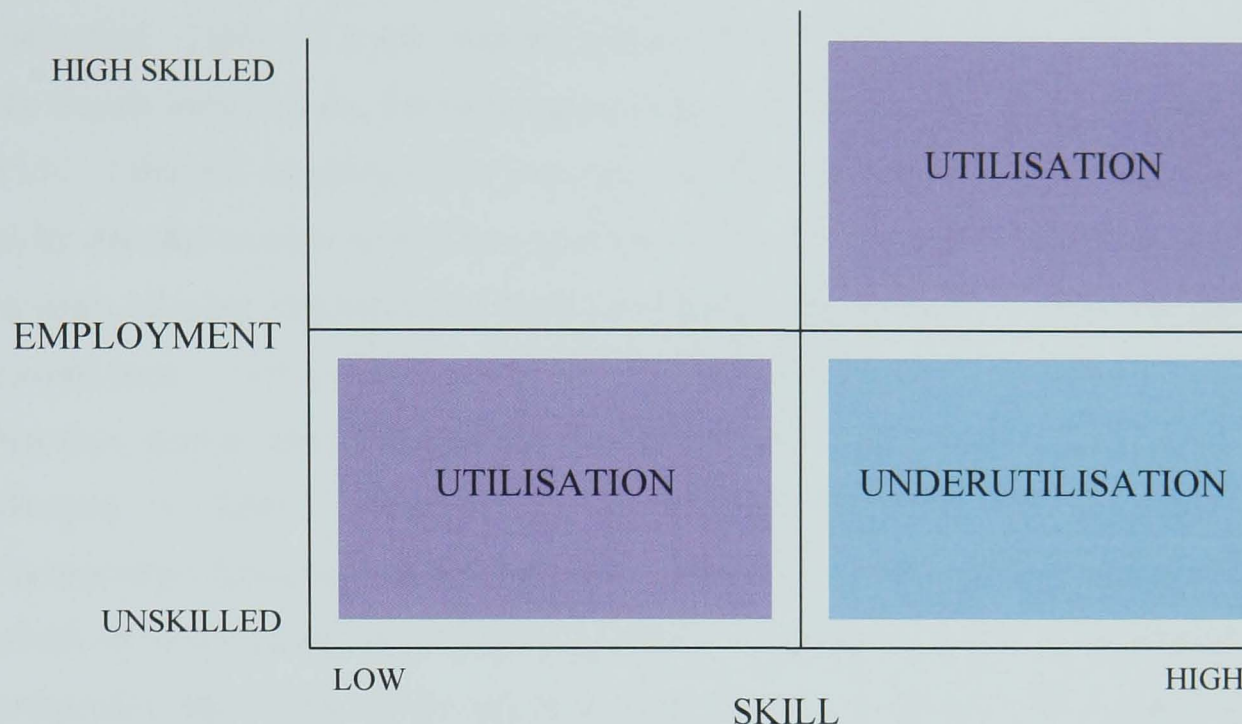 HIGH SKILLED
UTILISATION
EMPLOYMENT
UTILISATION
UNDERUTILISATION
UNSKILLED
LOW
HIGH
SKILL